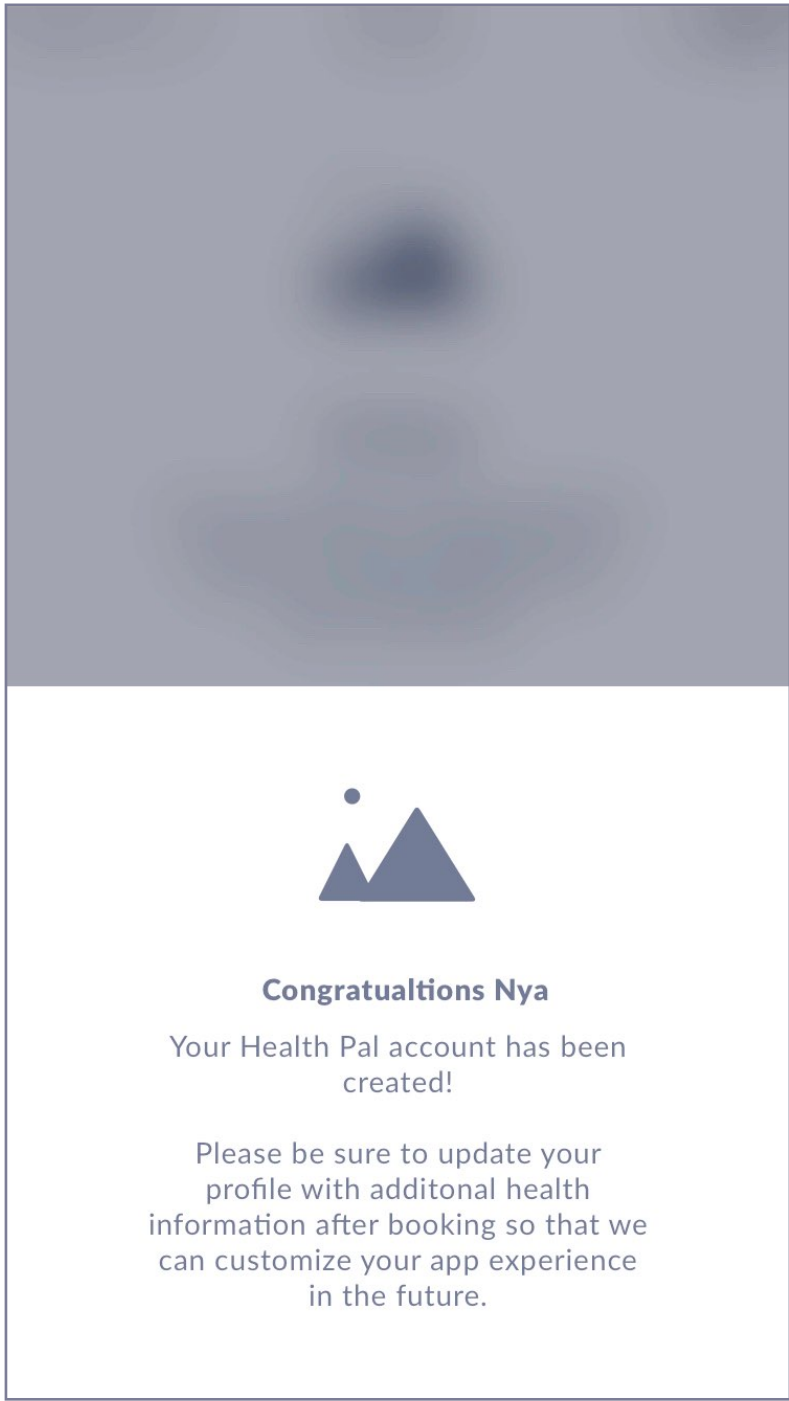 Congratualtions Nya
Your Health Pal account has been
created!
Please be sure to update your
profile with additonal health
information after booking so that we
can customize your app experience
in the future.